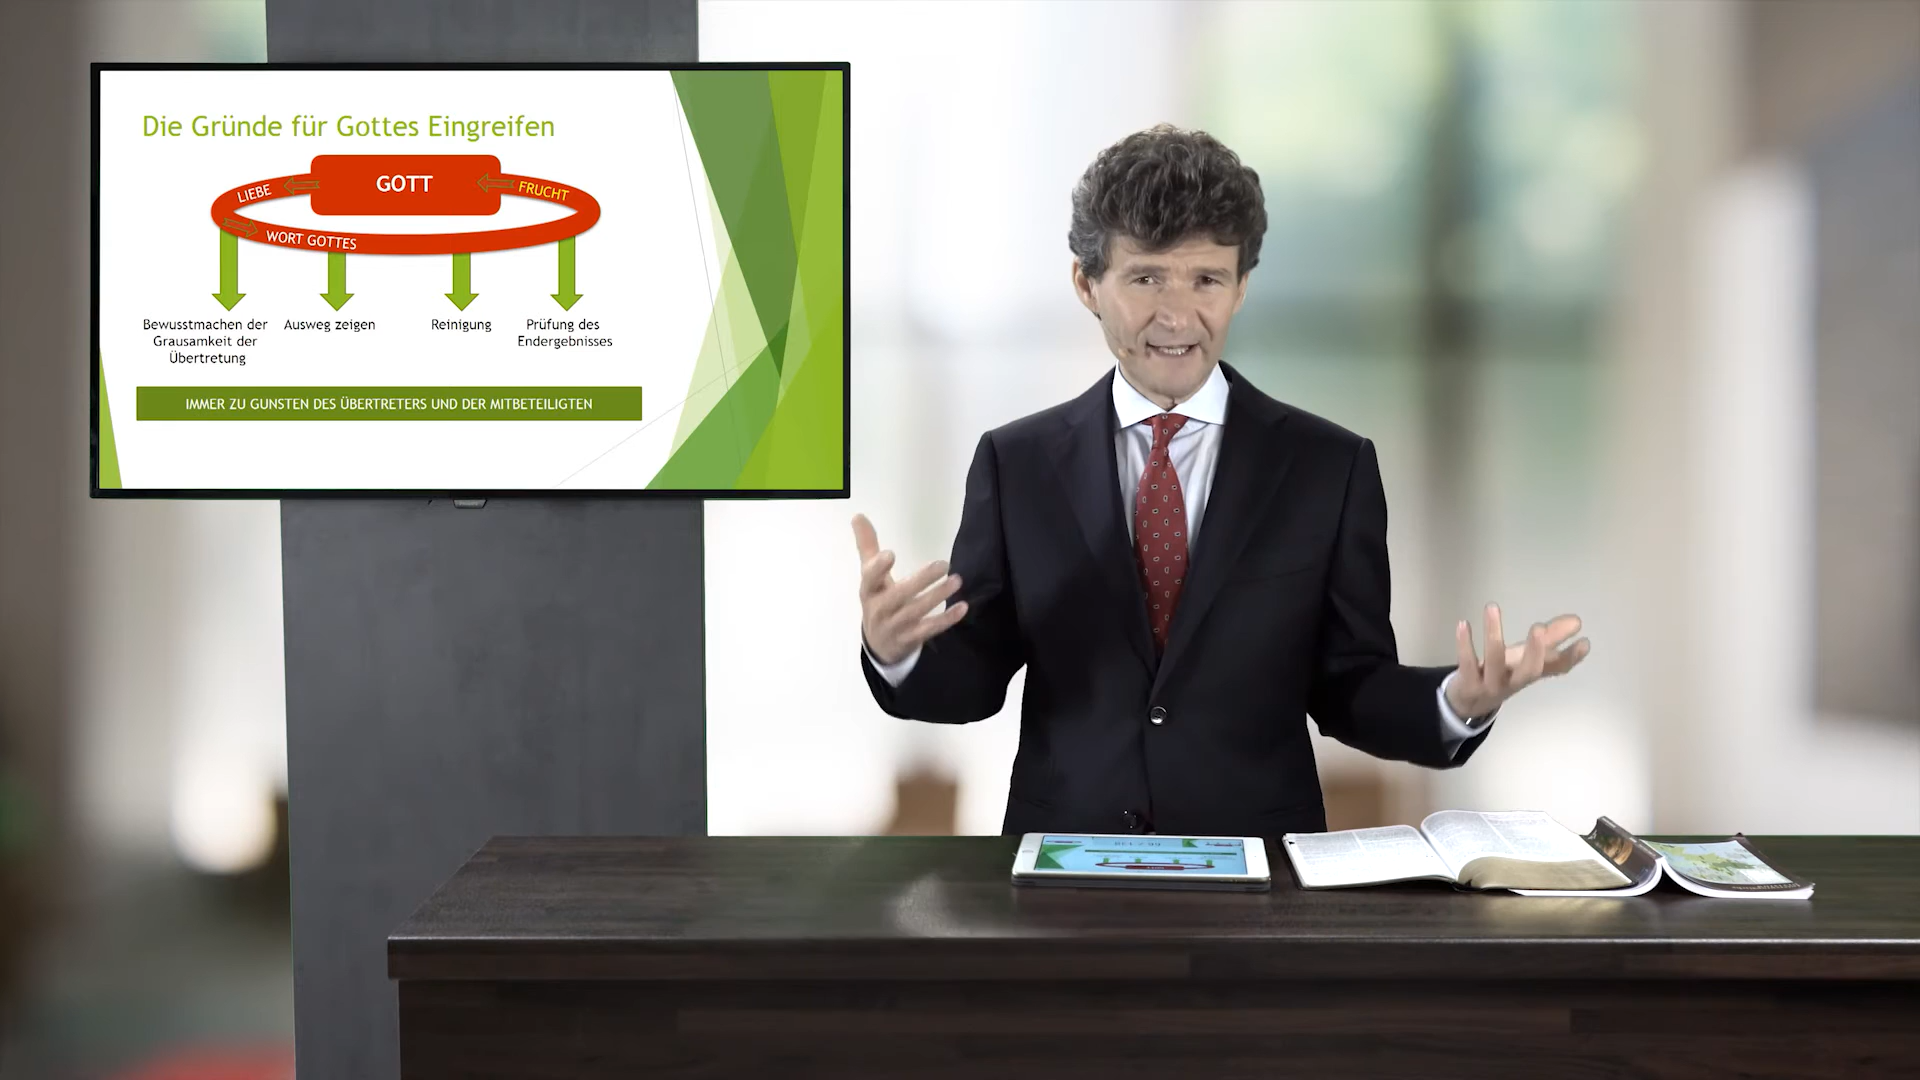 Die Gründe für Gottes Eingreifen
GOTT
LIEBE
FRUCHT
WORT GOTTES
Bewusstmachen der
Grausamkeit der
Übertretung
Ausweg zeigen
Reinigung
Prüfung des
Endergebnisses
IMMER ZU GUNSTEN DES ÜBERTRETERS UND DER MITBETEILIGTEN